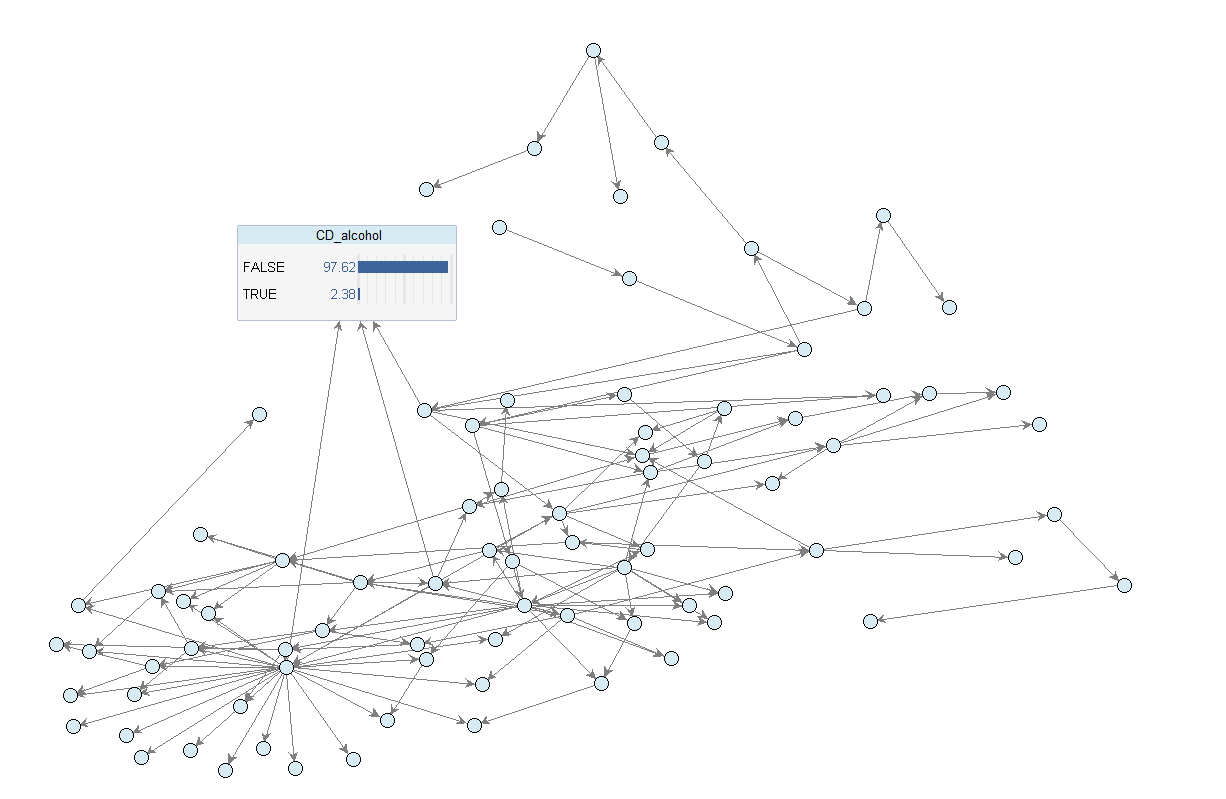 CD_alcohol
FALSE 97.62
TRUE 2.38